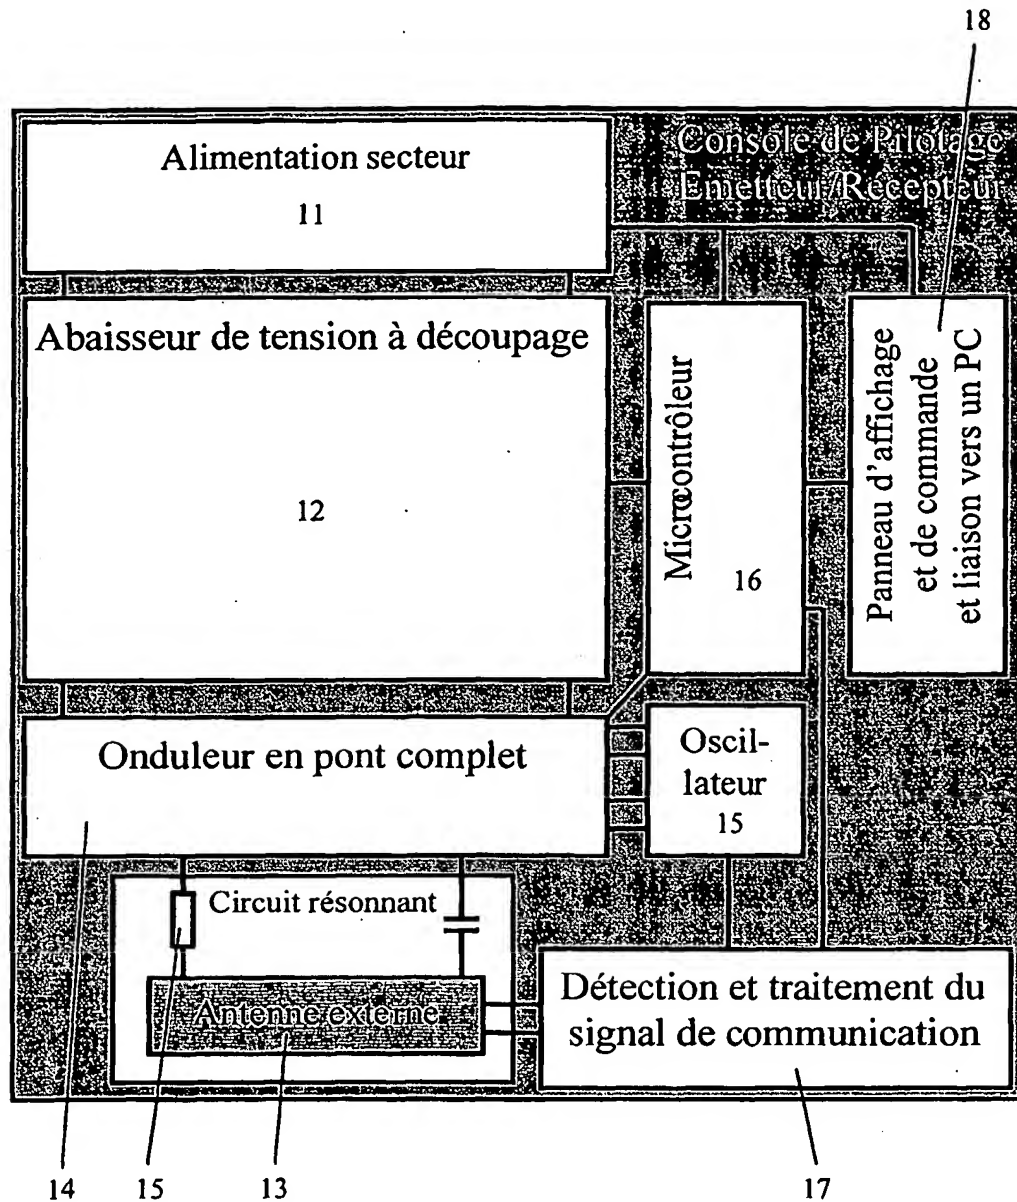 18
Console de Pilotage
Emetteur/Récepteur
Alimentation secteur
11
Abaisseur de tension à découpage
12
Microcontrôleur
16
Panneau d'affichage
et de commande
et liaison vers un PC
Onduleur en pont complet
Oscil-
lateur
15
Circuit résonnant
Antenne externe
Détection et traitement du
signal de communication
14
15
13
17